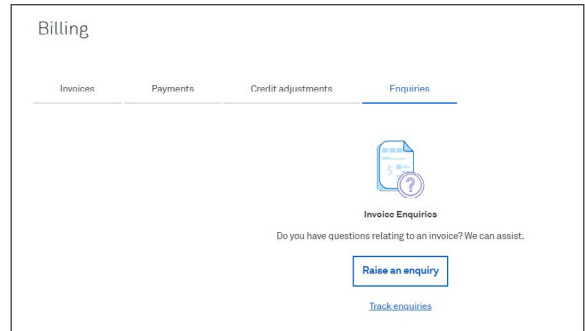 Billing
Invoices Payments Credit adjustments Enquiries
$
?
Invoice Enquiries
Do you have questions relating to an invoice? We can assist.
Raise an enquiry
Track enquiries